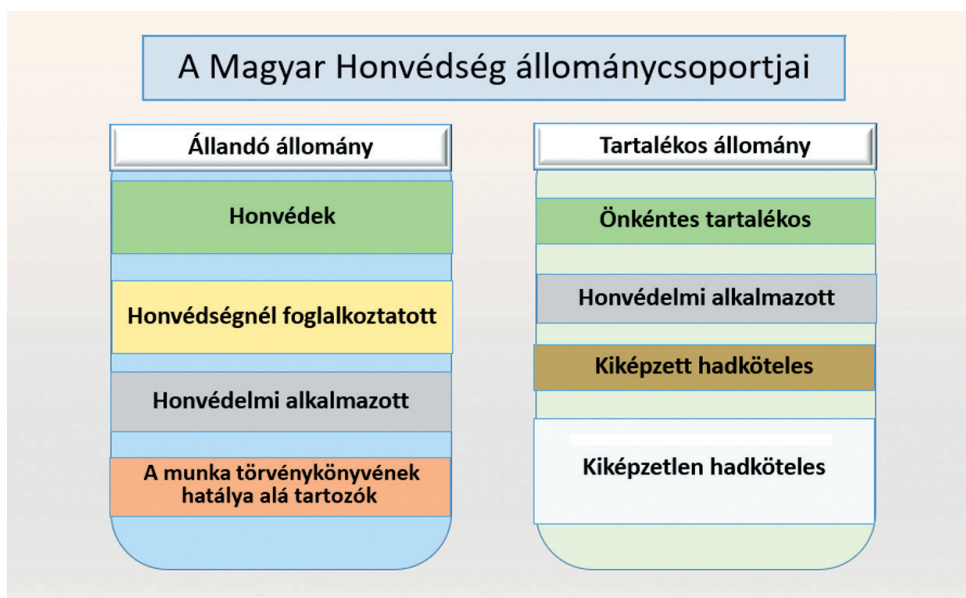 A Magyar Honvédség állománycsoportjai
Állandó állomány
Honvédek
Honvédségnél foglalkoztatott
Honvédelmi alkalmazott
A munka törvénykönyvének
hatálya alá tartozók
Tartalékos állomány
Önkéntes tartalékos
Honvédelmi alkalmazott
Kiképzett hadköteles
Kiképzetlen hadköteles